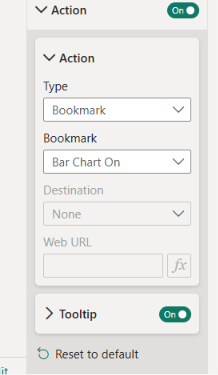 Action On
Action
Type
Bookmark
Bookmark
Bar Chart On
Destination
None
Web URL
fx
Tooltip On
Reset to default